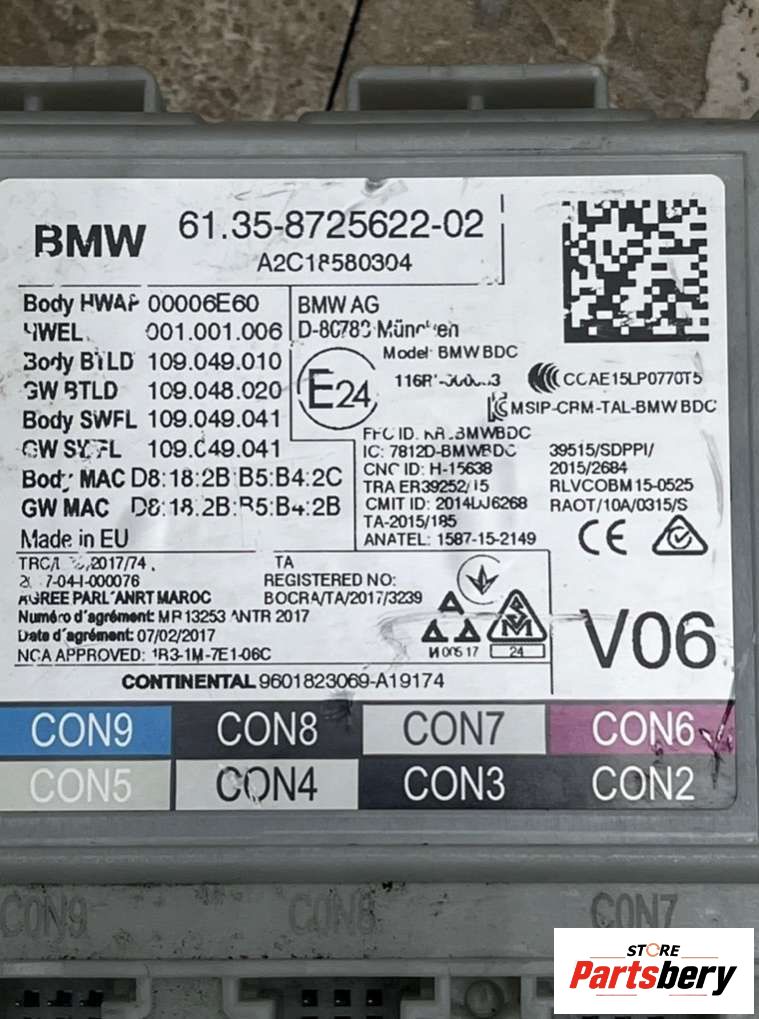 BMW 61.35-8725622-02
A2C18580304
Body HWAP 00006E60
HWEL 001.001.006
Body BTLD 109.049.010
GW BTLD 109.048.020
Body SWFL 109.049.041
GW SWFL 109.049.041
Body MAC D8:18:2B:B5:B4:2C
GW MAC D8:18:2B:B5:B4:2B
Made in EU
BMW AG
München
Model: BMW BDC
E24
CCAE15LP0770T5
MSIP-CRM-TAL-BMW BDC
FCC ID:
IC: 7812D-BMWBDC
CNC ID: H-15638
TRA ER39252/15
CMIT ID: 2014DJ6268
TA-2015/185
ANATEL: 1587-15-2149
39515/SDPPI/
2015/2684
RLVCOBM15-0525
RAOT/10A/0315/S
CE
2017/74
TA
REGISTERED NO:
BOCRA/TA/2017/3239
AGREE PAR L'ANRT MAROC
Numéro d'agrément: MR 13253 ANTR 2017
Date d'agrément: 07/02/2017
NCA APPROVED: 1R3-1M-7E1-06C
24
V06
CONTINENTAL 9601823069-A19174
CON9 CON8 CON7 CON6
CON5 CON4 CON3 CON2
CON9 CON8 CON7
STORE
Partsbery